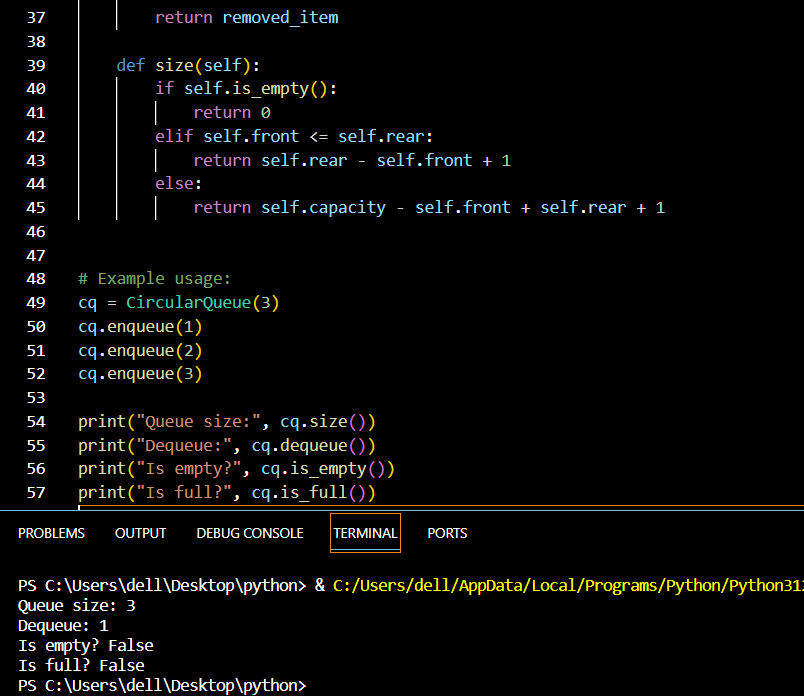 37 return removed_item
38
39 def size(self):
40 if self.is_empty():
41 return 0
42 elif self.front <= self.rear:
43 return self.rear - self.front + 1
44 else:
45 return self.capacity - self.front + self.rear + 1
46
47
48 # Example usage:
49 cq = CircularQueue(3)
50 cq.enqueue(1)
51 cq.enqueue(2)
52 cq.enqueue(3)
53
54 print("Queue size:", cq.size())
55 print("Dequeue:", cq.dequeue())
56 print("Is empty?", cq.is_empty())
57 print("Is full?", cq.is_full())
PROBLEMS OUTPUT DEBUG CONSOLE TERMINAL PORTS
PS C:\Users\dell\Desktop\python> & C:/Users/dell/AppData/Local/Programs/Python/Python312
Queue size: 3
Dequeue: 1
Is empty? False
Is full? False
PS C:\Users\dell\Desktop\python>